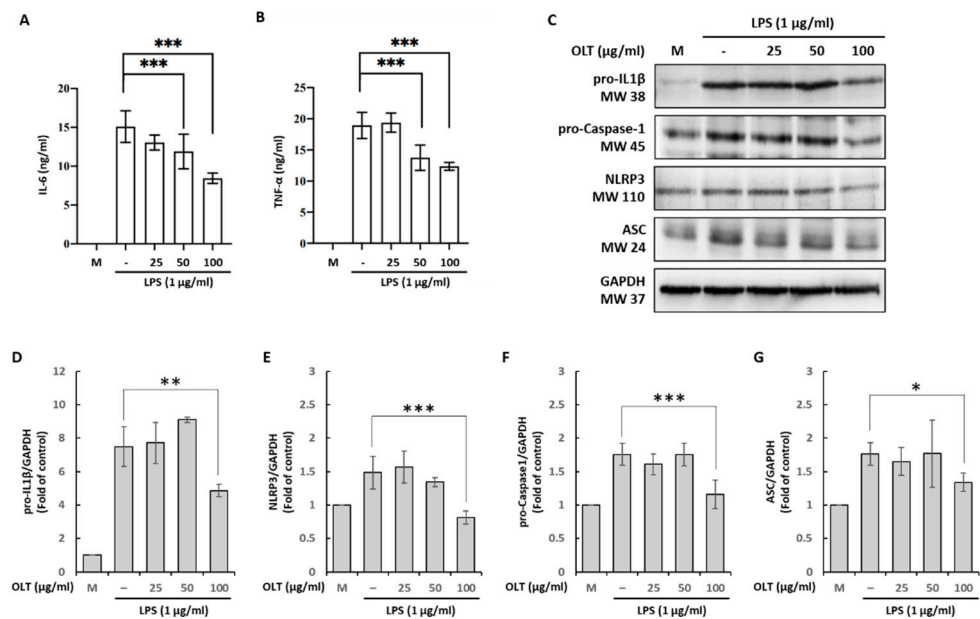 A
***
***
IL-6 (ng/ml)
20
15
10
5
0
M
-
25
50
100
LPS (1 μg/ml)
B
***
***
TNF-α (ng/ml)
25
20
15
10
5
0
M
-
25
50
100
LPS (1 μg/ml)
C
LPS (1 μg/ml)
OLT (μg/ml) M - 25 50 100
pro-IL1β
MW 38
pro-Caspase-1
MW 45
NLRP3
MW 110
ASC
MW 24
GAPDH
MW 37
D
**
pro-IL1β/GAPDH
(Fold of control)
12
10
8
6
4
2
0
OLT (μg/ml) M – 25 50 100
LPS (1 μg/ml)
E
***
NLRP3/GAPDH
(Fold of control)
3
2.5
2
1.5
1
0.5
0
M – 25 50 100
LPS (1 μg/ml)
F
***
pro-Caspase1/GAPDH
(Fold of control)
3
2.5
2
1.5
1
0.5
0
OLT (μg/ml) M – 25 50 100
LPS (1 μg/ml)
G
*
ASC/GAPDH
(Fold of control)
3
2.5
2
1.5
1
0.5
0
M – 25 50 100
LPS (1 μg/ml)